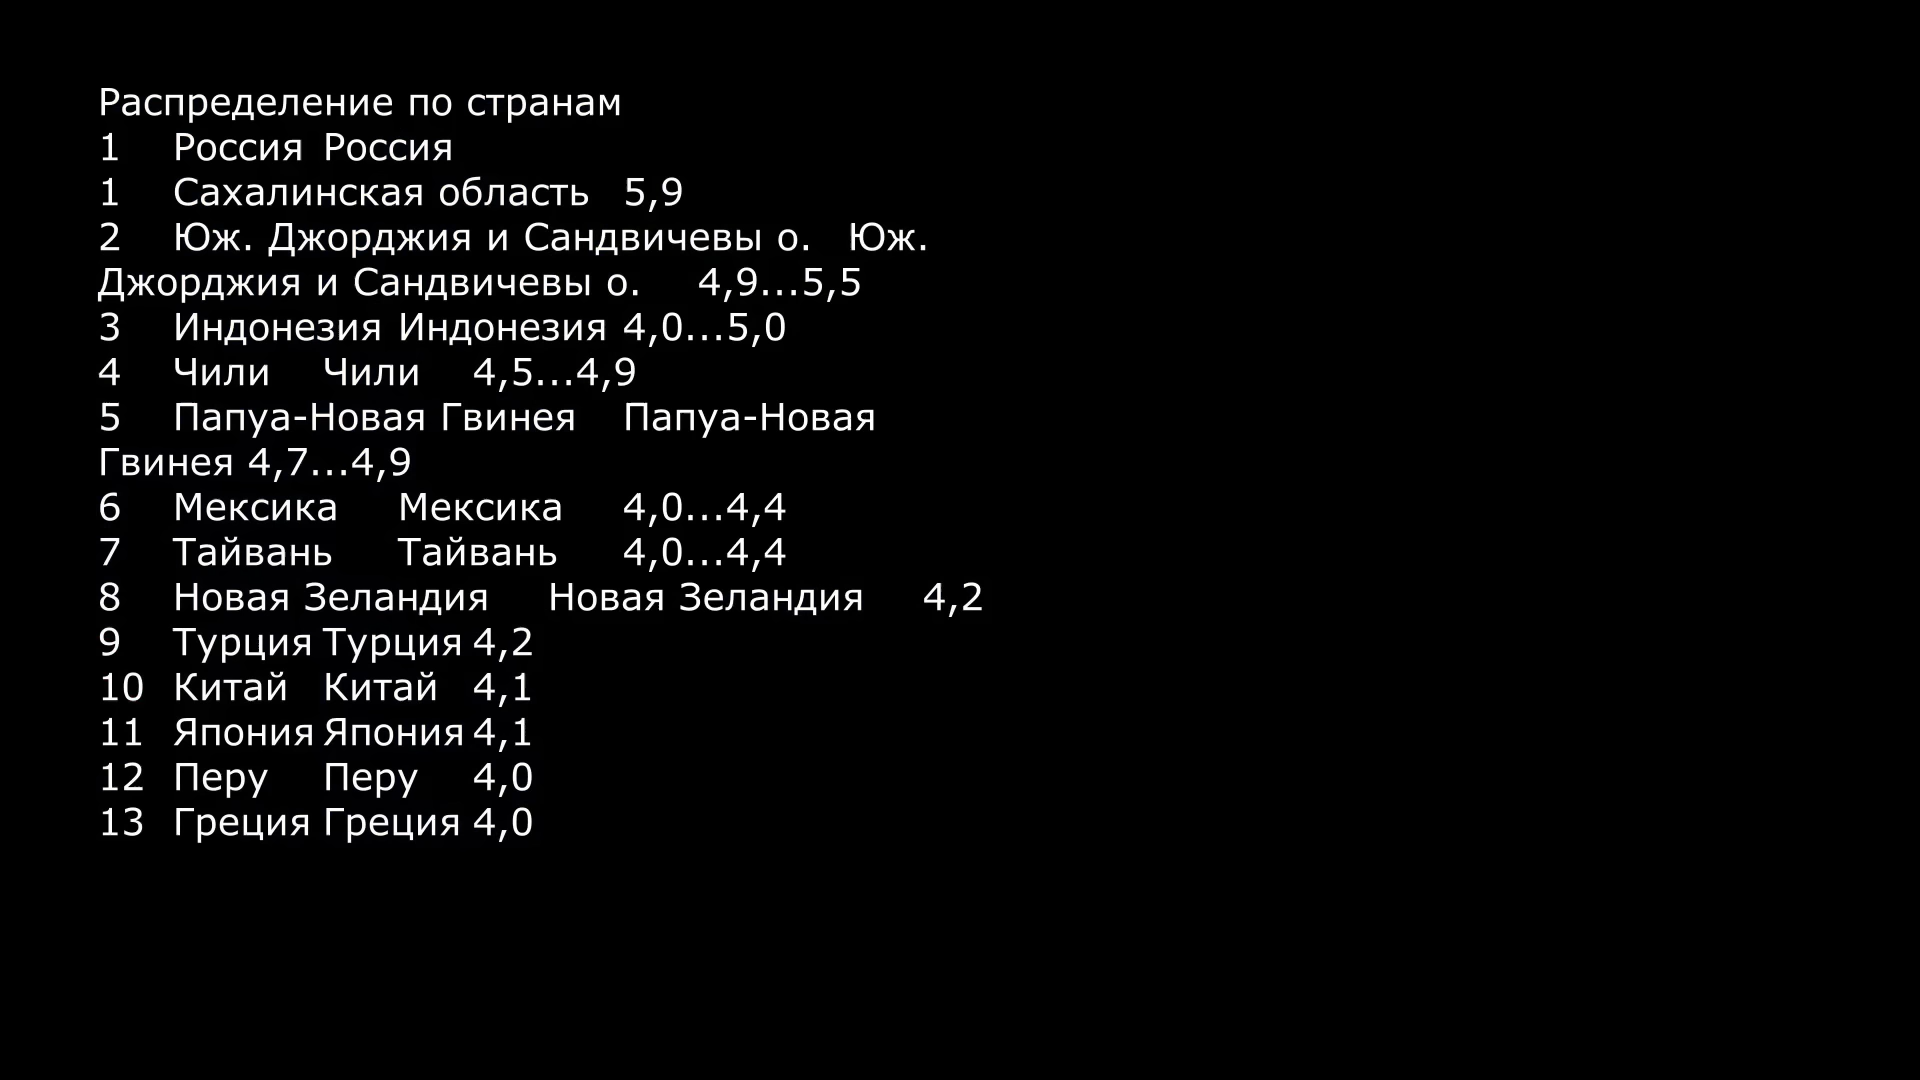 Распределение по странам
1 Россия Россия
1 Сахалинская область 5,9
2 Юж. Джорджия и Сандвичевы о. Юж.
Джорджия и Сандвичевы о. 4,9...5,5
3 Индонезия Индонезия 4,0...5,0
4 Чили Чили 4,5...4,9
5 Папуа-Новая Гвинея Папуа-Новая
Гвинея 4,7...4,9
6 Мексика Мексика 4,0...4,4
7 Тайвань Тайвань 4,0...4,4
8 Новая Зеландия Новая Зеландия 4,2
9 Турция Турция 4,2
10 Китай Китай 4,1
11 Япония Япония 4,1
12 Перу Перу 4,0
13 Греция Греция 4,0